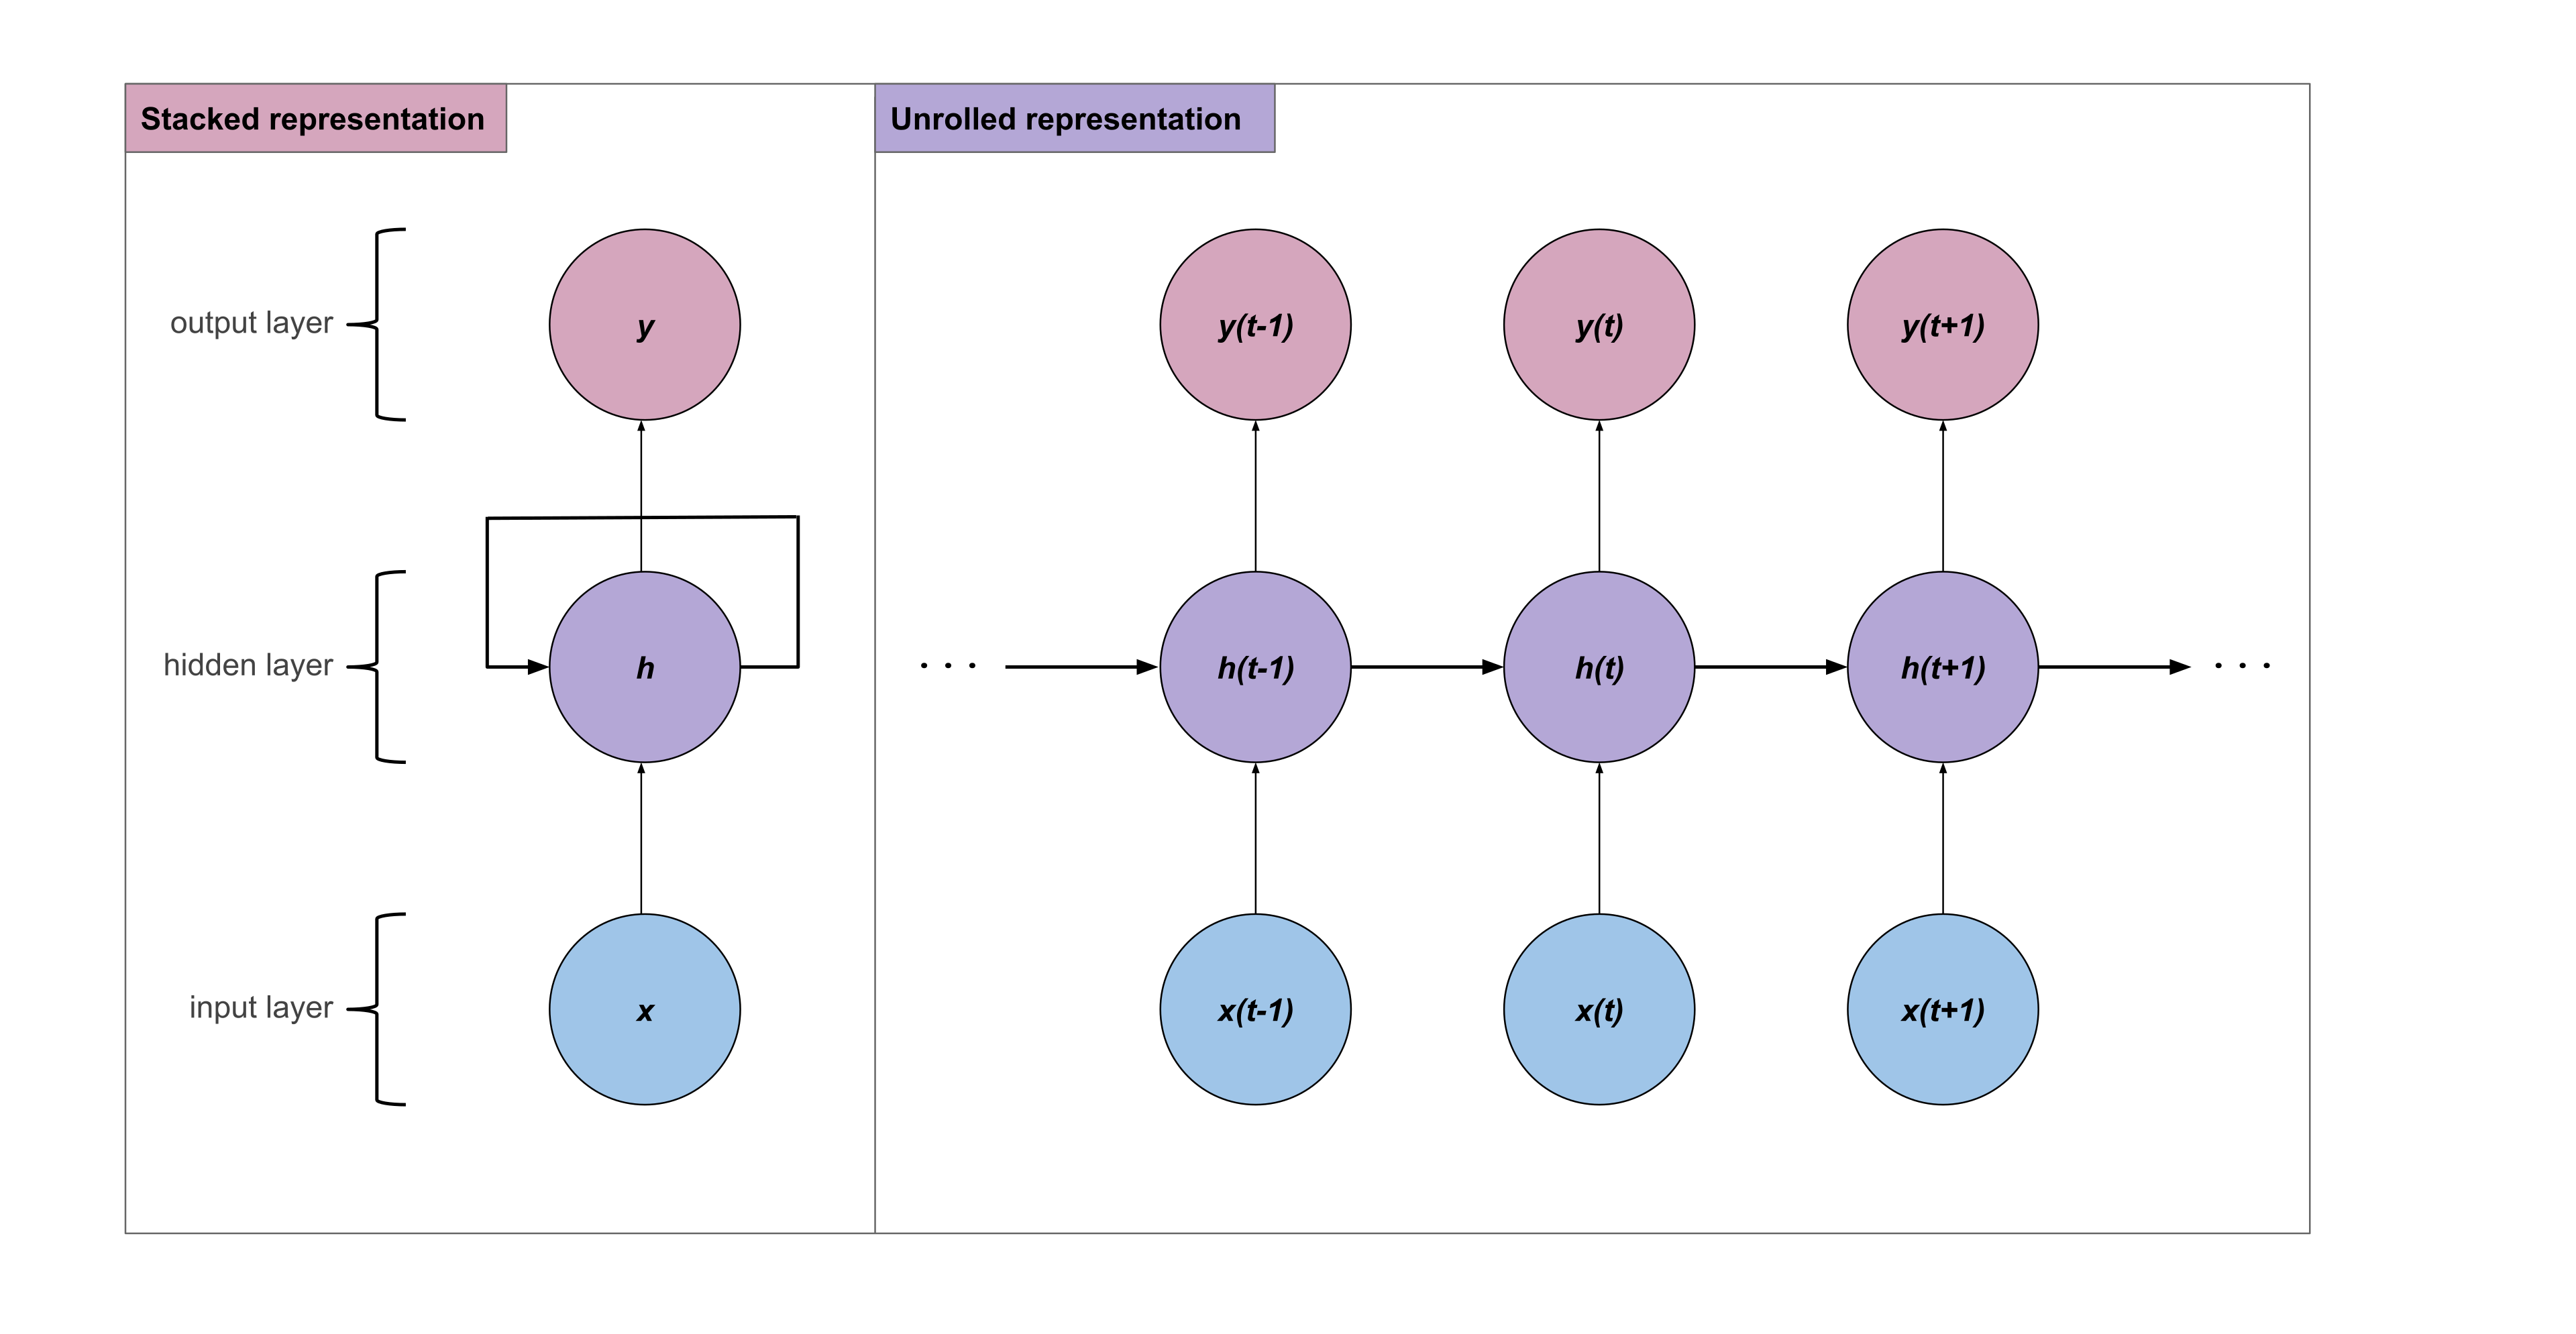 Stacked representation
Unrolled representation
output layer
y
y(t-1)
y(t)
y(t+1)
hidden layer
h
. . .
h(t-1)
h(t)
h(t+1)
. . .
input layer
x
x(t-1)
x(t)
x(t+1)